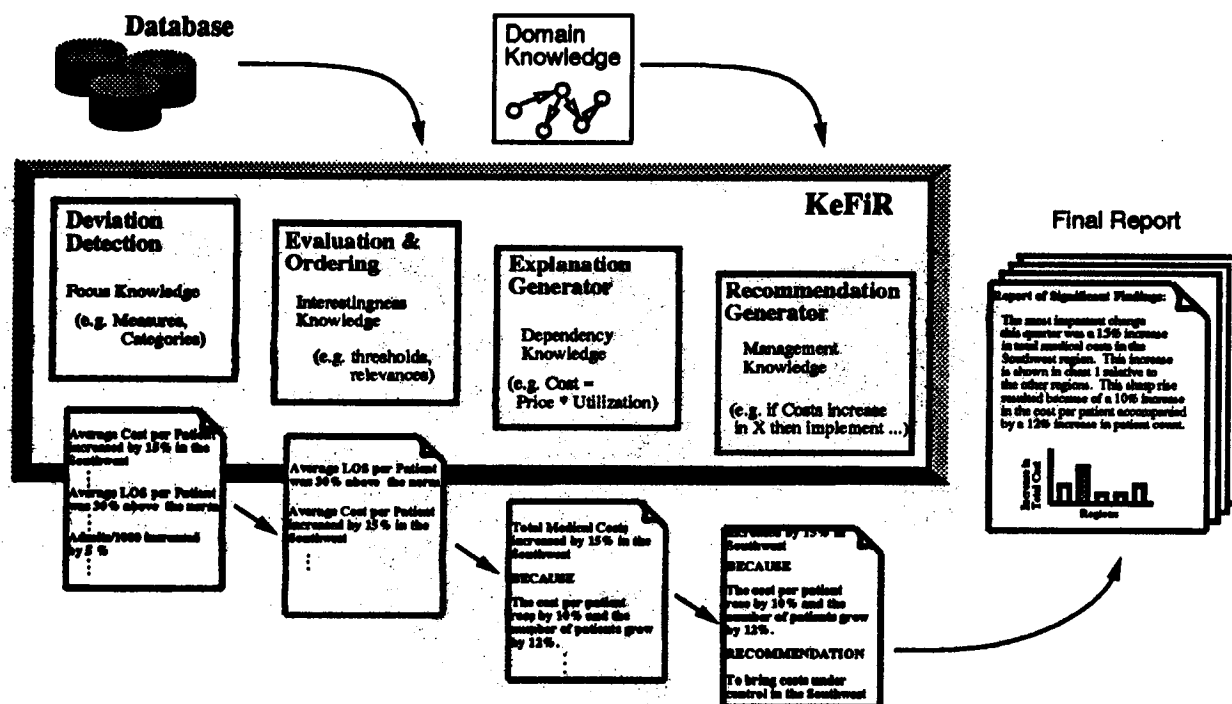 Database
Domain
Knowledge
KeFiR
Deviation
Detection
Focus Knowledge
(e.g. Measures,
Categories)
Evaluation &
Ordering
Interestingness
Knowledge
(e.g. thresholds,
relevances)
Explanation
Generator
Dependency
Knowledge
(e.g. Cost =
Price * Utilization)
Recommendation
Generator
Management
Knowledge
(e.g. if Costs increase
in X then implement ...)
Average Cost per Patient
increased by 15% in the
Southwest
Average LOS per Patient
was 30% above the norm
Admits/1000 increased
by 5 %
Average LOS per Patient
was 30% above the norm
Average Cost per Patient
increased by 15% in the
Southwest
Total Medical Costs
increased by 15% in the
Southwest
BECAUSE
The cost per patient
rose by 10% and the
number of patients grew
by 12%.
increased by 15% in
Southwest
BECAUSE
The cost per patient
rose by 10% and the
number of patients grew
by 12%.
RECOMMENDATION
To bring costs under
control in the Southwest
Final Report
Report of Significant Findings:
The most important change
this quarter was a 15% increase
in total medical costs in the
Southwest region. This increase
is shown in chart 1 relative to
the other regions. This sharp rise
resulted because of a 10% increase
in the cost per patient accompanied
by a 12% increase in patient count.
Increase in
Total Cost
Regions